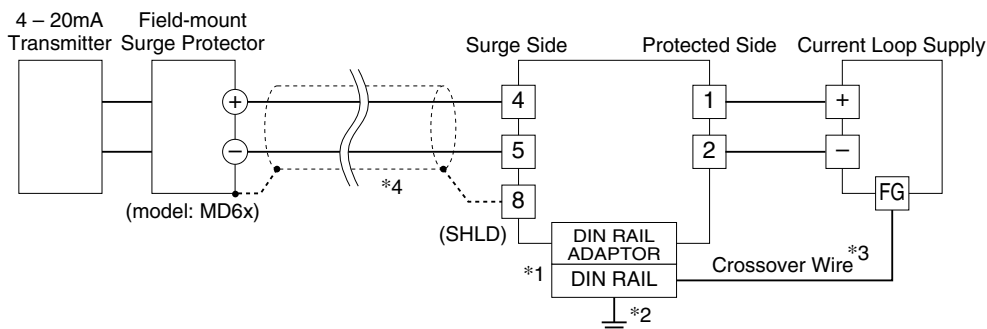 4 – 20mA
Transmitter
Field-mount
Surge Protector
Surge Side
Protected Side
Current Loop Supply
+
–
4
5
8
1
2
+
–
FG
*4
(model: MD6x)
(SHLD)
DIN RAIL
ADAPTOR
*1
DIN RAIL
Crossover Wire*3
*2